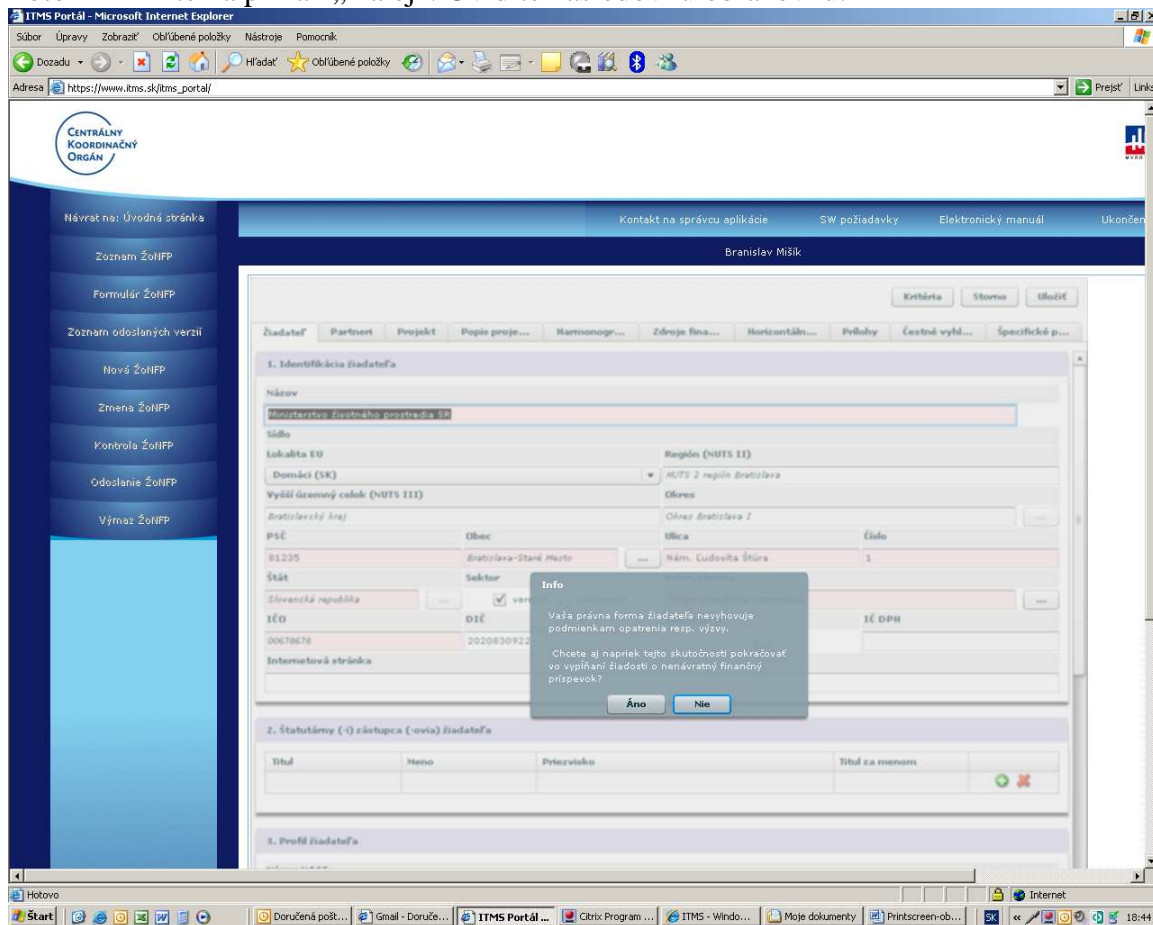 ITMS Portál - Microsoft Internet Explorer
Súbor Úpravy Zobraziť Obľúbené položky Nástroje Pomocník
Dozadu Hľadať Obľúbené položky
Adresa https://www.itms.sk/itms_portal/ Prejsť Links
CENTRÁLNY
KOORDINAČNÝ
ORGÁN
Návrat na: Úvodná stránka
Kontakt na správcu aplikácie SW požiadavky Elektronický manuál Ukončen
Branislav Mišík
Zoznam ŽoNFP
Formulár ŽoNFP
Zoznam odoslaných verzií
Nová ŽoNFP
Zmena ŽoNFP
Kontrola ŽoNFP
Odoslanie ŽoNFP
Výmaz ŽoNFP
Kritéria Storno Uložiť
Žiadateľ Partneri Projekt Popis proje... Harmonogr... Zdroje fina... Horizontáln... Prílohy Čestné vyhl... Špecifické p...
1. Identifikácia žiadateľa
Názov
Ministerstvo životného prostredia SR
Sídlo
Lokalita EU Región (NUTS II)
Domáci (SK) NUTS 2 región Bratislava
Vyšší územný celok (NUTS III) Okres
Bratislavský kraj Okres Bratislava I
PSČ Obec Ulica Číslo
81235 Bratislava-Staré Mesto ... Nám. Ľudovíta Štúra 1
Štát Sektor
Slovenská republika ... ...
IČO DIČ IČ DPH
00678678 2020830922
Internetová stránka
Info
Vaša právna forma žiadateľa nevyhovuje
podmienkam opatrenia resp. výzvy.
Chcete aj napriek tejto skutočnosti pokračovať
vo vypĺňaní žiadosti o nenávratný finančný
príspevok?
Áno Nie
2. Štatutárny (-i) zástupca (-ovia) žiadateľa
Titul Meno Priezvisko Titul za menom
3. Profil žiadateľa
Hotovo Internet
Štart Doručená pošt... Gmail - Doruče... ITMS Portál ... Citrix Program ... ITMS - Windo... Moje dokumenty Printscreen-ob... SK 18:44